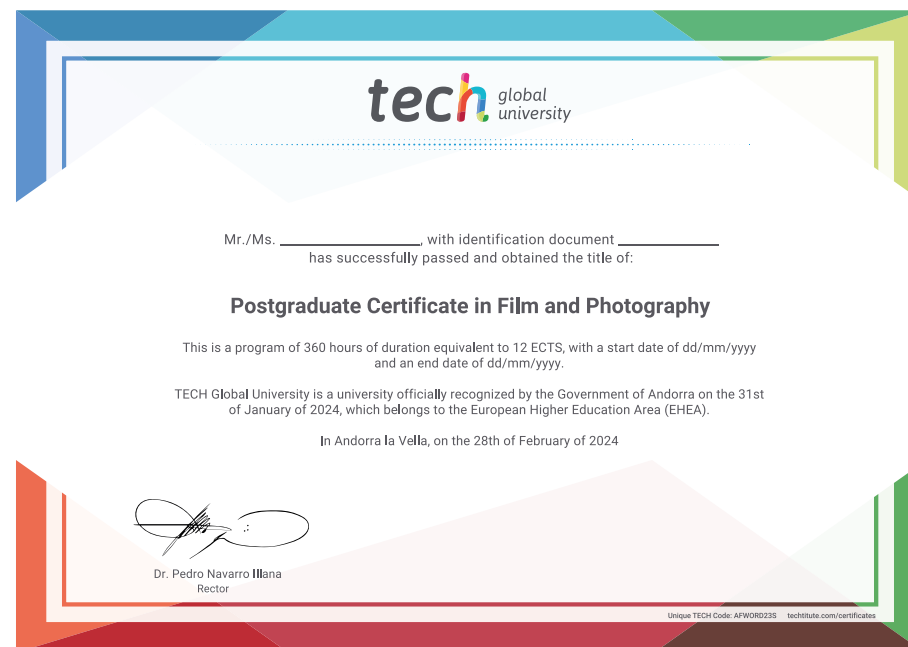 tech global
university
Mr./Ms. ____________________, with identification document ______________
has successfully passed and obtained the title of:
Postgraduate Certificate in Film and Photography
This is a program of 360 hours of duration equivalent to 12 ECTS, with a start date of dd/mm/yyyy
and an end date of dd/mm/yyyy.
TECH Global University is a university officially recognized by the Government of Andorra on the 31st
of January of 2024, which belongs to the European Higher Education Area (EHEA).
In Andorra la Vella, on the 28th of February of 2024
Dr. Pedro Navarro Illana
Rector
Unique TECH Code: AFWORD23S techtitute.com/certificates